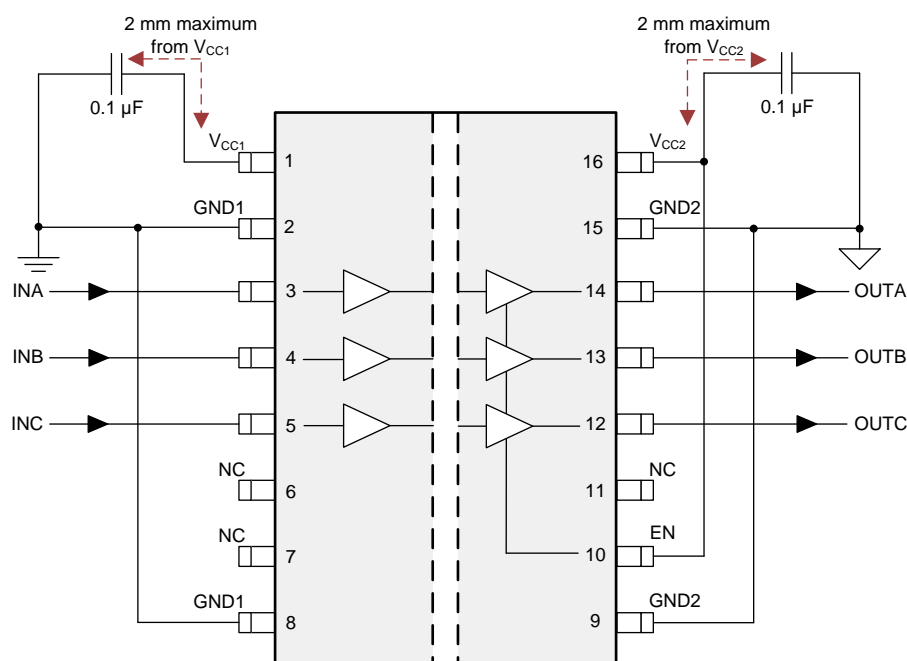 2 mm maximum
from VCC1
2 mm maximum
from VCC2
0.1 µF
0.1 µF
VCC1
1
16
VCC2
GND1
2
15
GND2
INA
3
14
OUTA
INB
4
13
OUTB
INC
5
12
OUTC
NC
6
11
NC
NC
7
10
EN
GND1
8
9
GND2